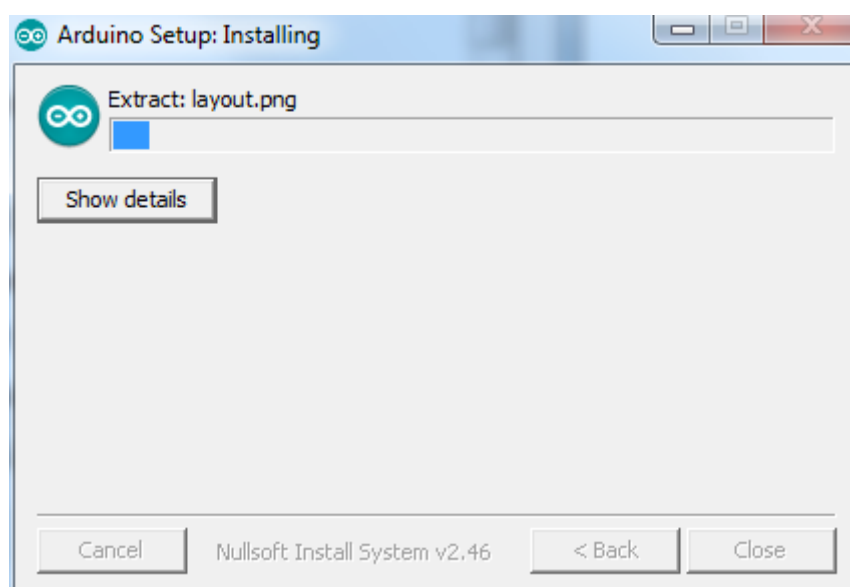 Arduino Setup: Installing
Extract: layout.png
Show details
Cancel Nullsoft Install System v2.46 < Back Close